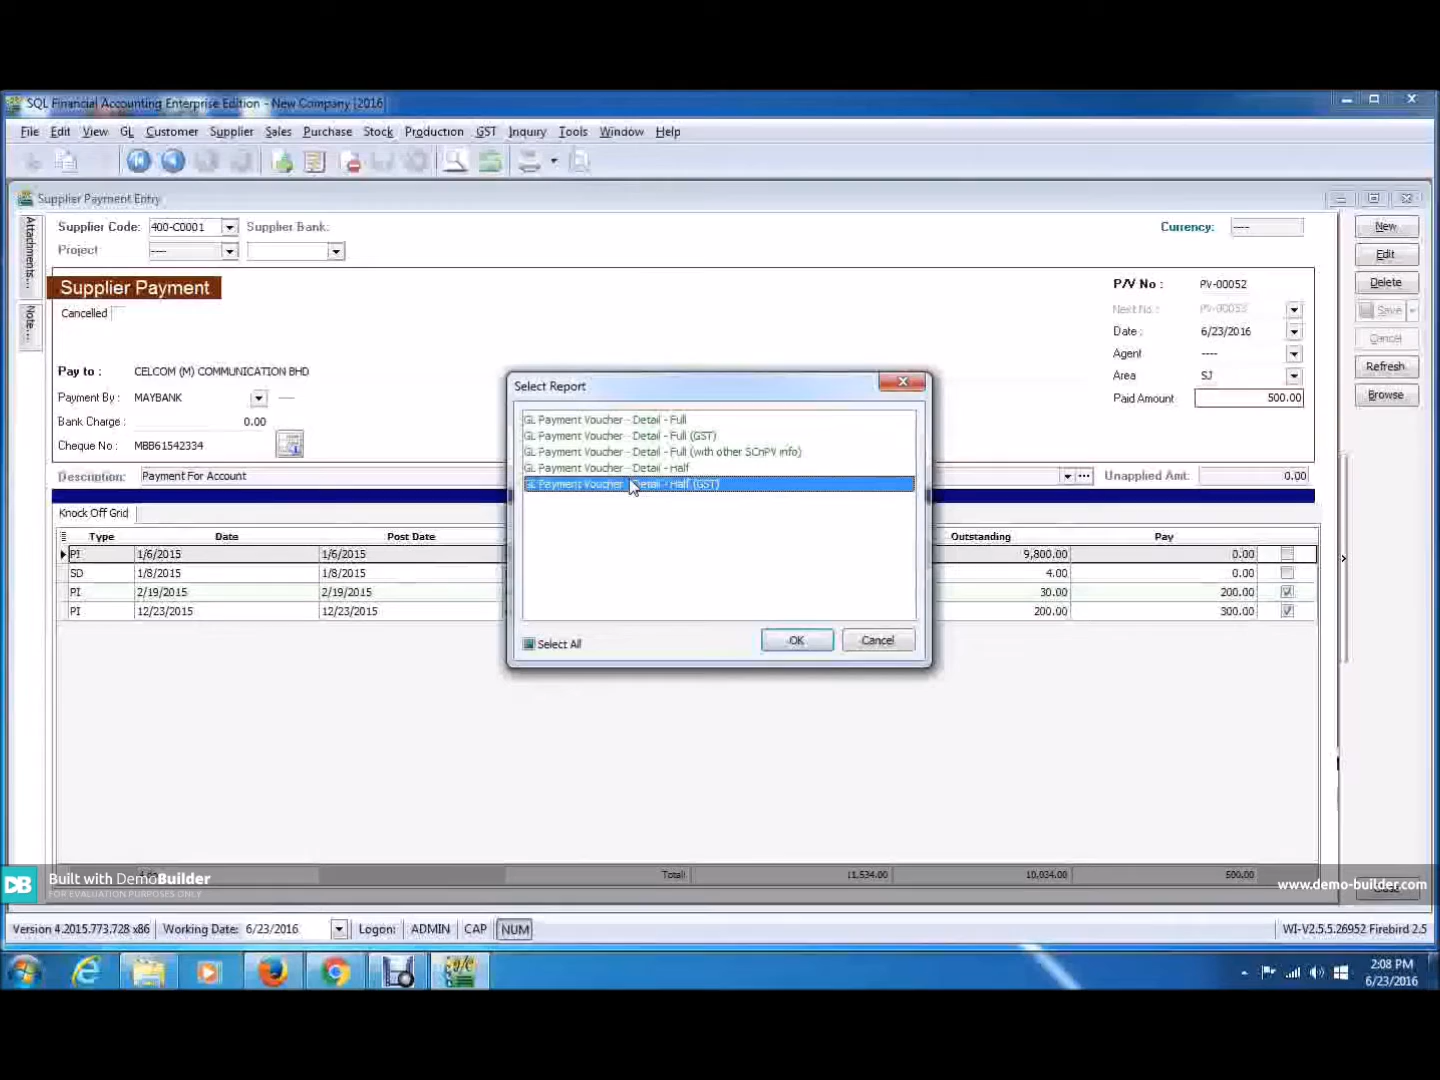 SQL Financial Accounting Enterprise Edition - New Company [2016]
File Edit View GL Customer Supplier Sales Purchase Stock Production GST Inquiry Tools Window Help
Supplier Payment Entry
Attachments...
Note...
Supplier Code: 400-C0001 Supplier Bank: Currency: ----
Project : ----
Supplier Payment
Cancelled
P/V No : PV-00052
Next No. : PV-00053
Date : 6/23/2016
Agent ----
Area SJ
Paid Amount 500.00
Pay to : CELCOM (M) COMMUNICATION BHD
Payment By : MAYBANK ----
Bank Charge : 0.00
Cheque No : MBB61542334
Description: Payment For Account Unapplied Amt: 0.00
New
Edit
Delete
Save
Cancel
Refresh
Browse
Select Report
GL Payment Voucher - Detail - Full
GL Payment Voucher - Detail - Full (GST)
GL Payment Voucher - Detail - Full (with other SCnPV info)
GL Payment Voucher - Detail - Half
GL Payment Voucher - Detail - Half (GST)
Select All OK Cancel
Knock Off Grid
Type Date Post Date Outstanding Pay
PI 1/6/2015 1/6/2015 9,800.00 0.00
SD 1/8/2015 1/8/2015 4.00 0.00
PI 2/19/2015 2/19/2015 30.00 200.00
PI 12/23/2015 12/23/2015 200.00 300.00
Total: 11,534.00 10,034.00 500.00
DB Built with DemoBuilder
FOR EVALUATION PURPOSES ONLY
www.demo-builder.com
Version 4.2015.773.728 x86 Working Date: 6/23/2016 Logon: ADMIN CAP NUM WI-V2.5.5.26952 Firebird 2.5
2:08 PM
6/23/2016